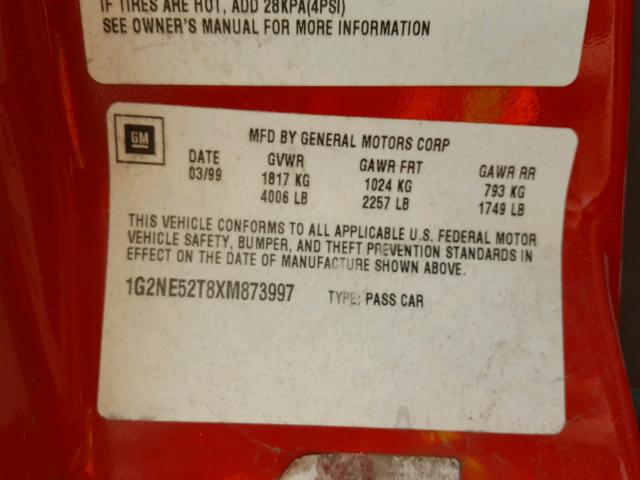 IF TIRES ARE HOT, ADD 28KPA(4PSI)
SEE OWNER'S MANUAL FOR MORE INFORMATION
GM
MFD BY GENERAL MOTORS CORP
DATE GVWR GAWR FRT GAWR RR
03/99 1817 KG 1024 KG 793 KG
4006 LB 2257 LB 1749 LB
THIS VEHICLE CONFORMS TO ALL APPLICABLE U.S. FEDERAL MOTOR
VEHICLE SAFETY, BUMPER, AND THEFT PREVENTION STANDARDS IN
EFFECT ON THE DATE OF MANUFACTURE SHOWN ABOVE.
1G2NE52T8XM873997 TYPE: PASS CAR